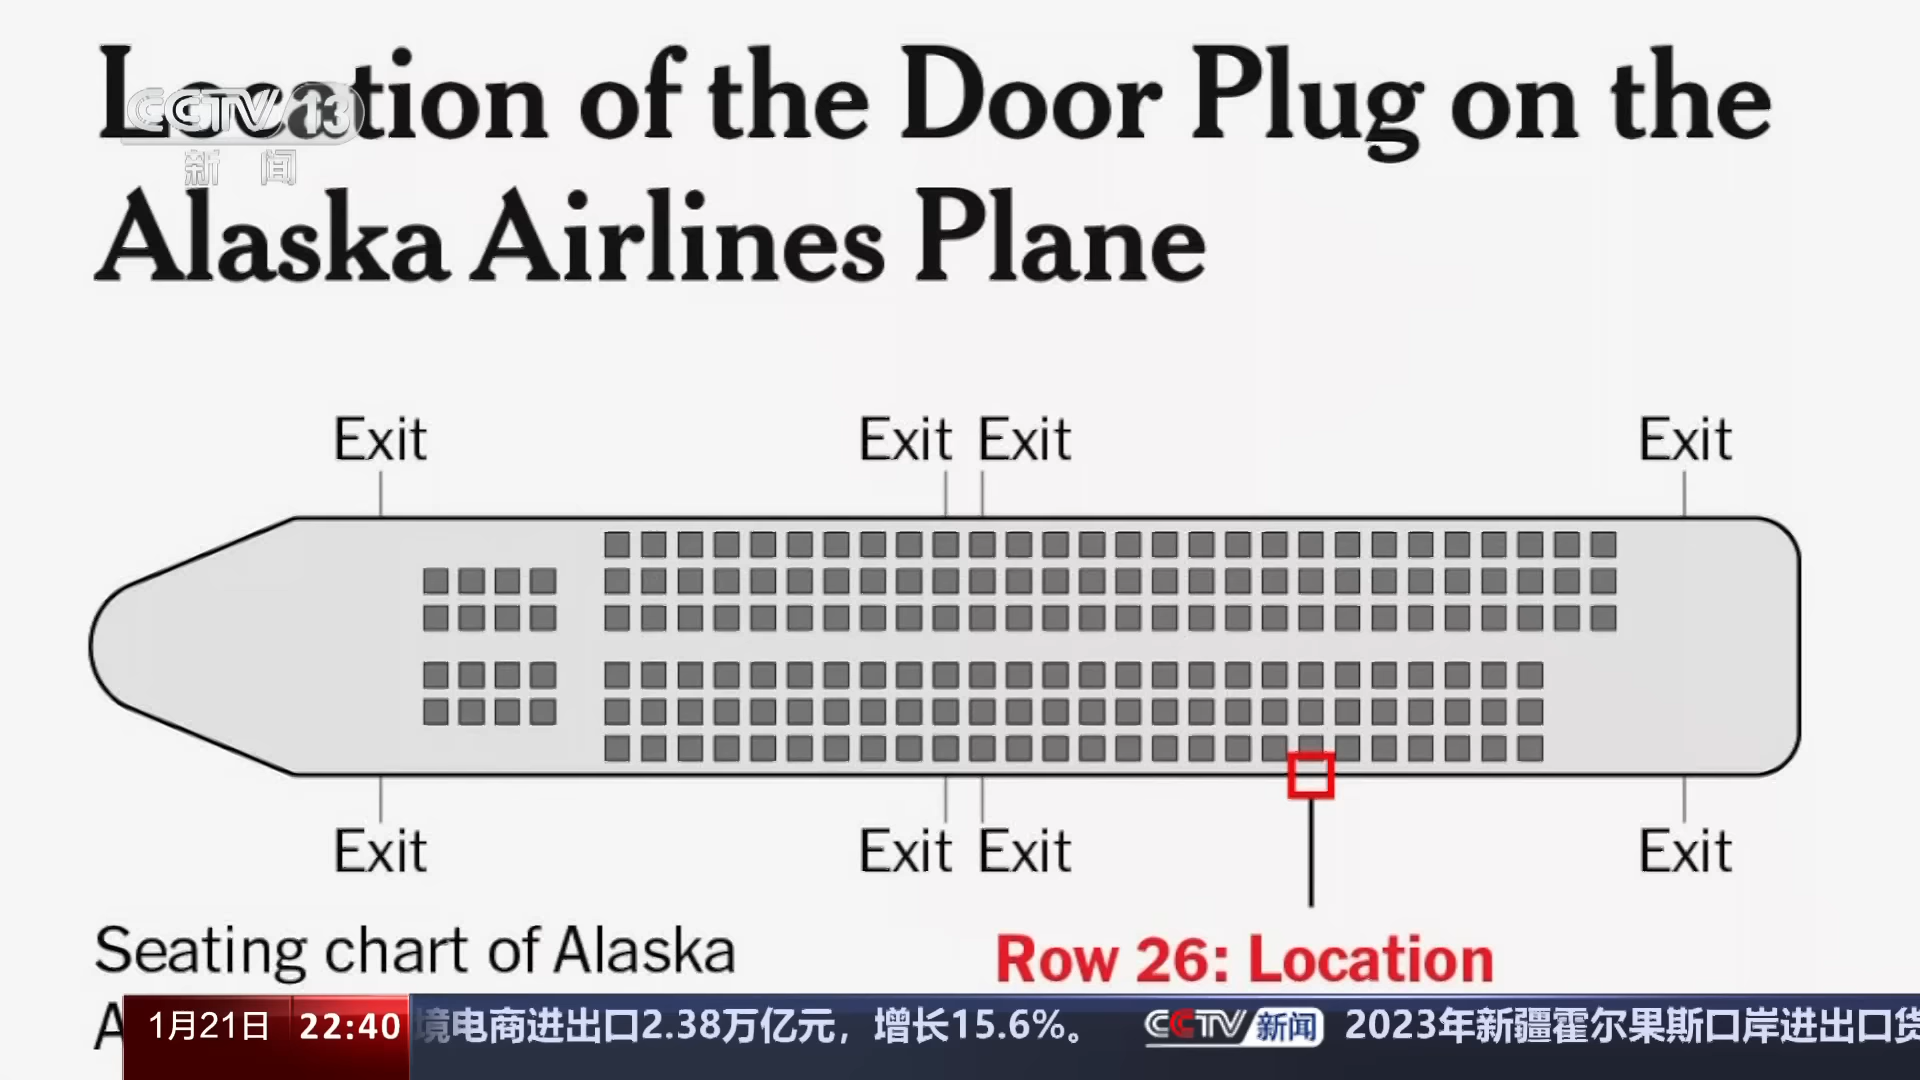 Location of the Door Plug on the
CCTV 13
新闻
Alaska Airlines Plane
Exit
Exit
Exit
Exit
Exit
Exit
Exit
Exit
Seating chart of Alaska
Row 26: Location
A
1月21日
22:40
境电商进出口2.38万亿元，增长15.6%。
CCTV 新闻
2023年新疆霍尔果斯口岸进出口货